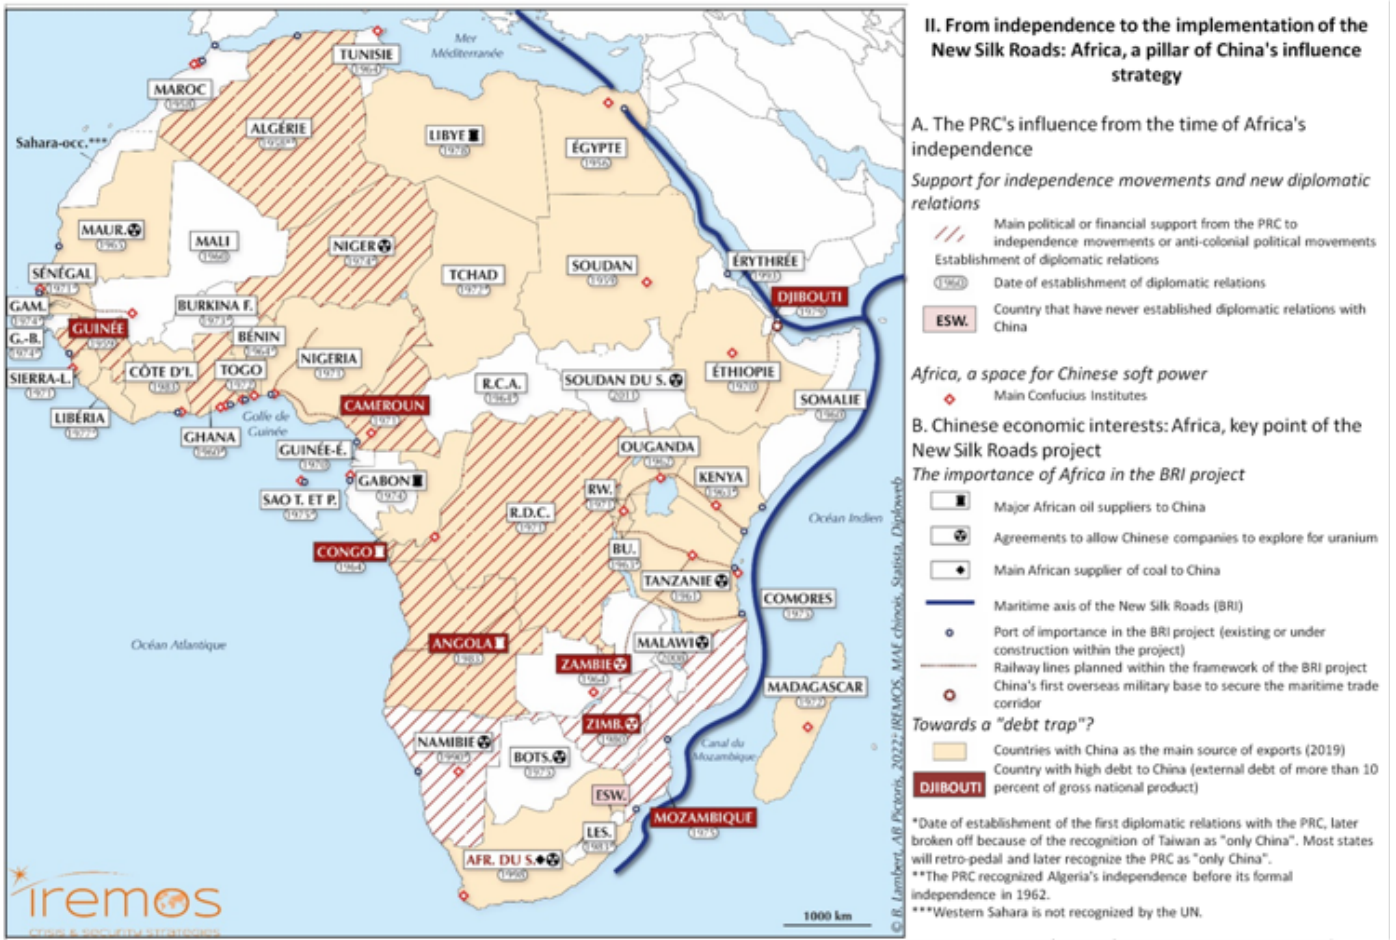 Mer
Méditerranée
TUNISIE
1964
MAROC
1958
ALGÉRIE
1958**
LIBYE
1978
ÉGYPTE
1956
Sahara-occ.***
MAUR.
1965
MALI
1960
NIGER
1974*
TCHAD
1972*
SOUDAN
1959
ÉRYTHRÉE
1993
DJIBOUTI
1979
SÉNÉGAL
1971*
GAM.
1974*
G.-B.
1974*
GUINÉE
1959
BURKINA F.
1973*
BÉNIN
1964*
NIGERIA
1971
SIERRA-L.
1971
CÔTE D'I.
1983
TOGO
1972
LIBÉRIA
1977*
GHANA
1960*
Golfe de
Guinée
CAMEROUN
1971
R.C.A.
1964*
SOUDAN DU S.
2011
ÉTHIOPIE
1970
SOMALIE
1960
GUINÉE-É.
1970
SAO T. ET P.
1975*
GABON
1974
CONGO
1964
R.D.C.
1971
OUGANDA
1962
RW.
1971
KENYA
1963*
BU.
1963*
TANZANIE
1961
Océan Indien
COMORES
1975
Océan Atlantique
ANGOLA
1983
ZAMBIE
1964
MALAWI
2008
MADAGASCAR
1972
ZIMB.
1980
NAMIBIE
1990*
BOTS.
1975
Canal du
Mozambique
ESW.
MOZAMBIQUE
1975
LES.
1983*
AFR. DU S.
1998
iremos
crisis & security strategies
1000 km
© B. Lambert, AB Pictoris, 2022; IREMOS, MAE chinois, Statista, Diploweb
II. From independence to the implementation of the
New Silk Roads: Africa, a pillar of China's influence
strategy
A. The PRC's influence from the time of Africa's
independence
Support for independence movements and new diplomatic
relations
Main political or financial support from the PRC to
independence movements or anti-colonial political movements
Establishment of diplomatic relations
1960
Date of establishment of diplomatic relations
ESW.
Country that have never established diplomatic relations with
China
Africa, a space for Chinese soft power
Main Confucius Institutes
B. Chinese economic interests: Africa, key point of the
New Silk Roads project
The importance of Africa in the BRI project
Major African oil suppliers to China
Agreements to allow Chinese companies to explore for uranium
Main African supplier of coal to China
Maritime axis of the New Silk Roads (BRI)
Port of importance in the BRI project (existing or under
construction within the project)
Railway lines planned within the framework of the BRI project
China's first overseas military base to secure the maritime trade
corridor
Towards a "debt trap"?
Countries with China as the main source of exports (2019)
DJIBOUTI
Country with high debt to China (external debt of more than 10
percent of gross national product)
*Date of establishment of the first diplomatic relations with the PRC, later
broken off because of the recognition of Taiwan as "only China". Most states
will retro-pedal and later recognize the PRC as "only China".
**The PRC recognized Algeria's independence before its formal
independence in 1962.
***Western Sahara is not recognized by the UN.